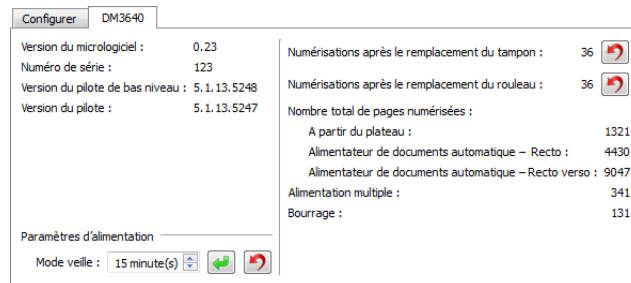 Configurer DM3640
Version du micrologiciel : 0.23
Numéro de série : 123
Version du pilote de bas niveau : 5.1.13.5248
Version du pilote : 5.1.13.5247
Paramètres d'alimentation
Mode veille : 15 minute(s)
Numérisations après le remplacement du tampon : 36
Numérisations après le remplacement du rouleau : 36
Nombre total de pages numérisées :
A partir du plateau : 1321
Alimentateur de documents automatique – Recto : 4430
Alimentateur de documents automatique – Recto verso : 9047
Alimentation multiple : 341
Bourrage : 131